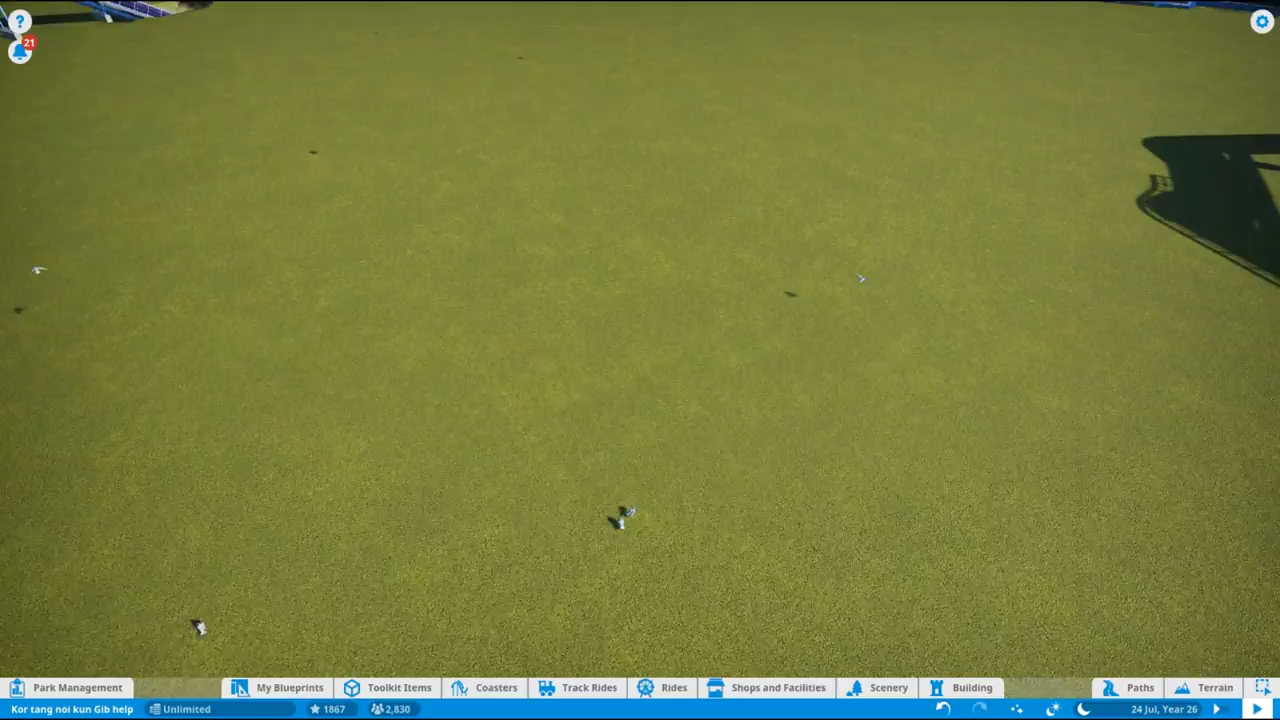 ?
21
Park Management
My Blueprints
Toolkit Items
Coasters
Track Rides
Rides
Shops and Facilities
Scenery
Building
Paths
Terrain
Kor tang noi kun Gib help
Unlimited
1867
2,830
24 Jul, Year 26